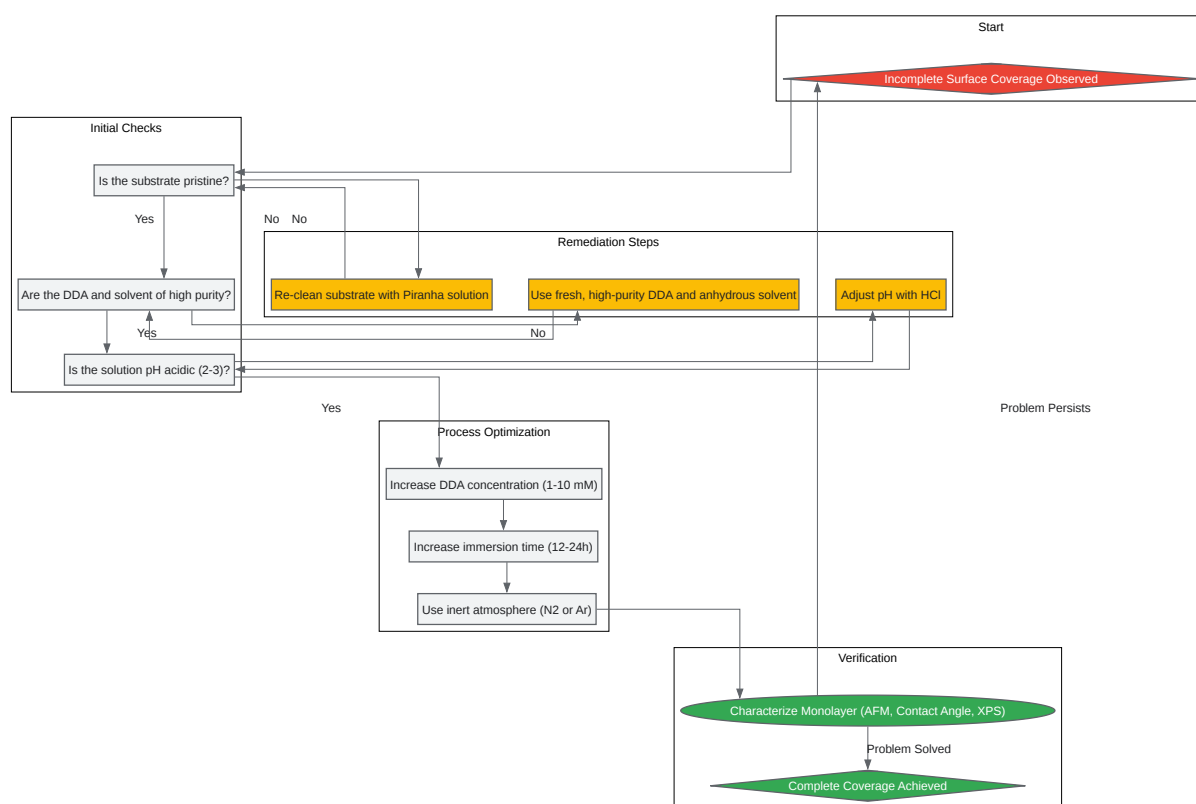 Start
Incomplete Surface Coverage Observed
Initial Checks
Is the substrate pristine?
Yes
No
No
Remediation Steps
Are the DDA and solvent of high purity?
Re-clean substrate with Piranha solution
Use fresh, high-purity DDA and anhydrous solvent
Adjust pH with HCl
Yes
No
Is the solution pH acidic (2-3)?
Yes
Problem Persists
Process Optimization
Increase DDA concentration (1-10 mM)
Increase immersion time (12-24h)
Use inert atmosphere (N2 or Ar)
Verification
Characterize Monolayer (AFM, Contact Angle, XPS)
Problem Solved
Complete Coverage Achieved